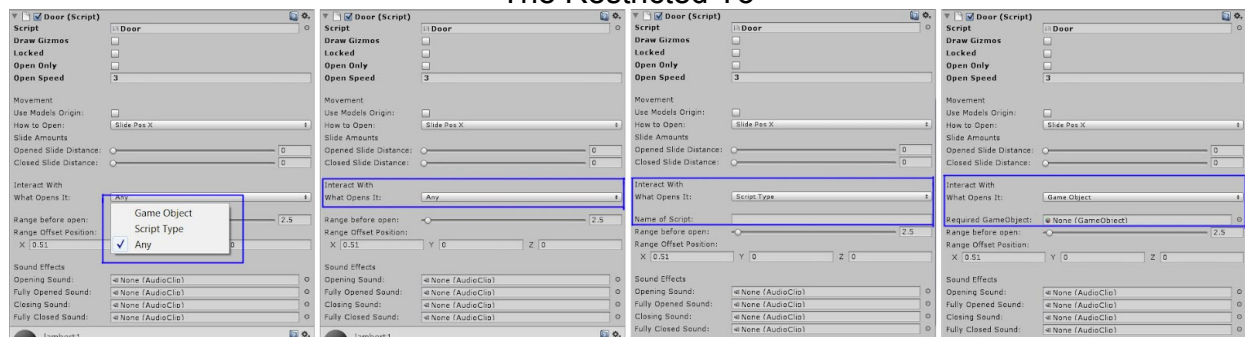 The Restricted To
Door (Script)
Script Door
Draw Gizmos
Locked
Open Only
Open Speed 3
Movement
Use Models Origin:
How to Open: Slide Pos X
Slide Amounts
Opened Slide Distance: 0
Closed Slide Distance: 0
Interact With
What Opens It: Any
Game Object
Script Type
Any
Range before open: 2.5
Range Offset Position:
X 0.51 0
Sound Effects
Opening Sound: None (AudioClip)
Fully Opened Sound: None (AudioClip)
Closing Sound: None (AudioClip)
Fully Closed Sound: None (AudioClip)
lambert1
Door (Script)
Script Door
Draw Gizmos
Locked
Open Only
Open Speed 3
Movement
Use Models Origin:
How to Open: Slide Pos X
Slide Amounts
Opened Slide Distance: 0
Closed Slide Distance: 0
Interact With
What Opens It: Any
Range before open: 2.5
Range Offset Position:
X 0.51 Y 0 Z 0
Sound Effects
Opening Sound: None (AudioClip)
Fully Opened Sound: None (AudioClip)
Closing Sound: None (AudioClip)
Fully Closed Sound: None (AudioClip)
lambert1
Door (Script)
Script Door
Draw Gizmos
Locked
Open Only
Open Speed 3
Movement
Use Models Origin:
How to Open: Slide Pos X
Slide Amounts
Opened Slide Distance: 0
Closed Slide Distance: 0
Interact With
What Opens It: Script Type
Name of Script:
Range before open: 2.5
Range Offset Position:
X 0.51 Y 0 Z 0
Sound Effects
Opening Sound: None (AudioClip)
Fully Opened Sound: None (AudioClip)
Closing Sound: None (AudioClip)
Fully Closed Sound: None (AudioClip)
Door (Script)
Script Door
Draw Gizmos
Locked
Open Only
Open Speed 3
Movement
Use Models Origin:
How to Open: Slide Pos X
Slide Amounts
Opened Slide Distance: 0
Closed Slide Distance: 0
Interact With
What Opens It: Game Object
Required GameObject: None (GameObject)
Range before open: 2.5
Range Offset Position:
X 0.51 Y 0 Z 0
Sound Effects
Opening Sound: None (AudioClip)
Fully Opened Sound: None (AudioClip)
Closing Sound: None (AudioClip)
Fully Closed Sound: None (AudioClip)